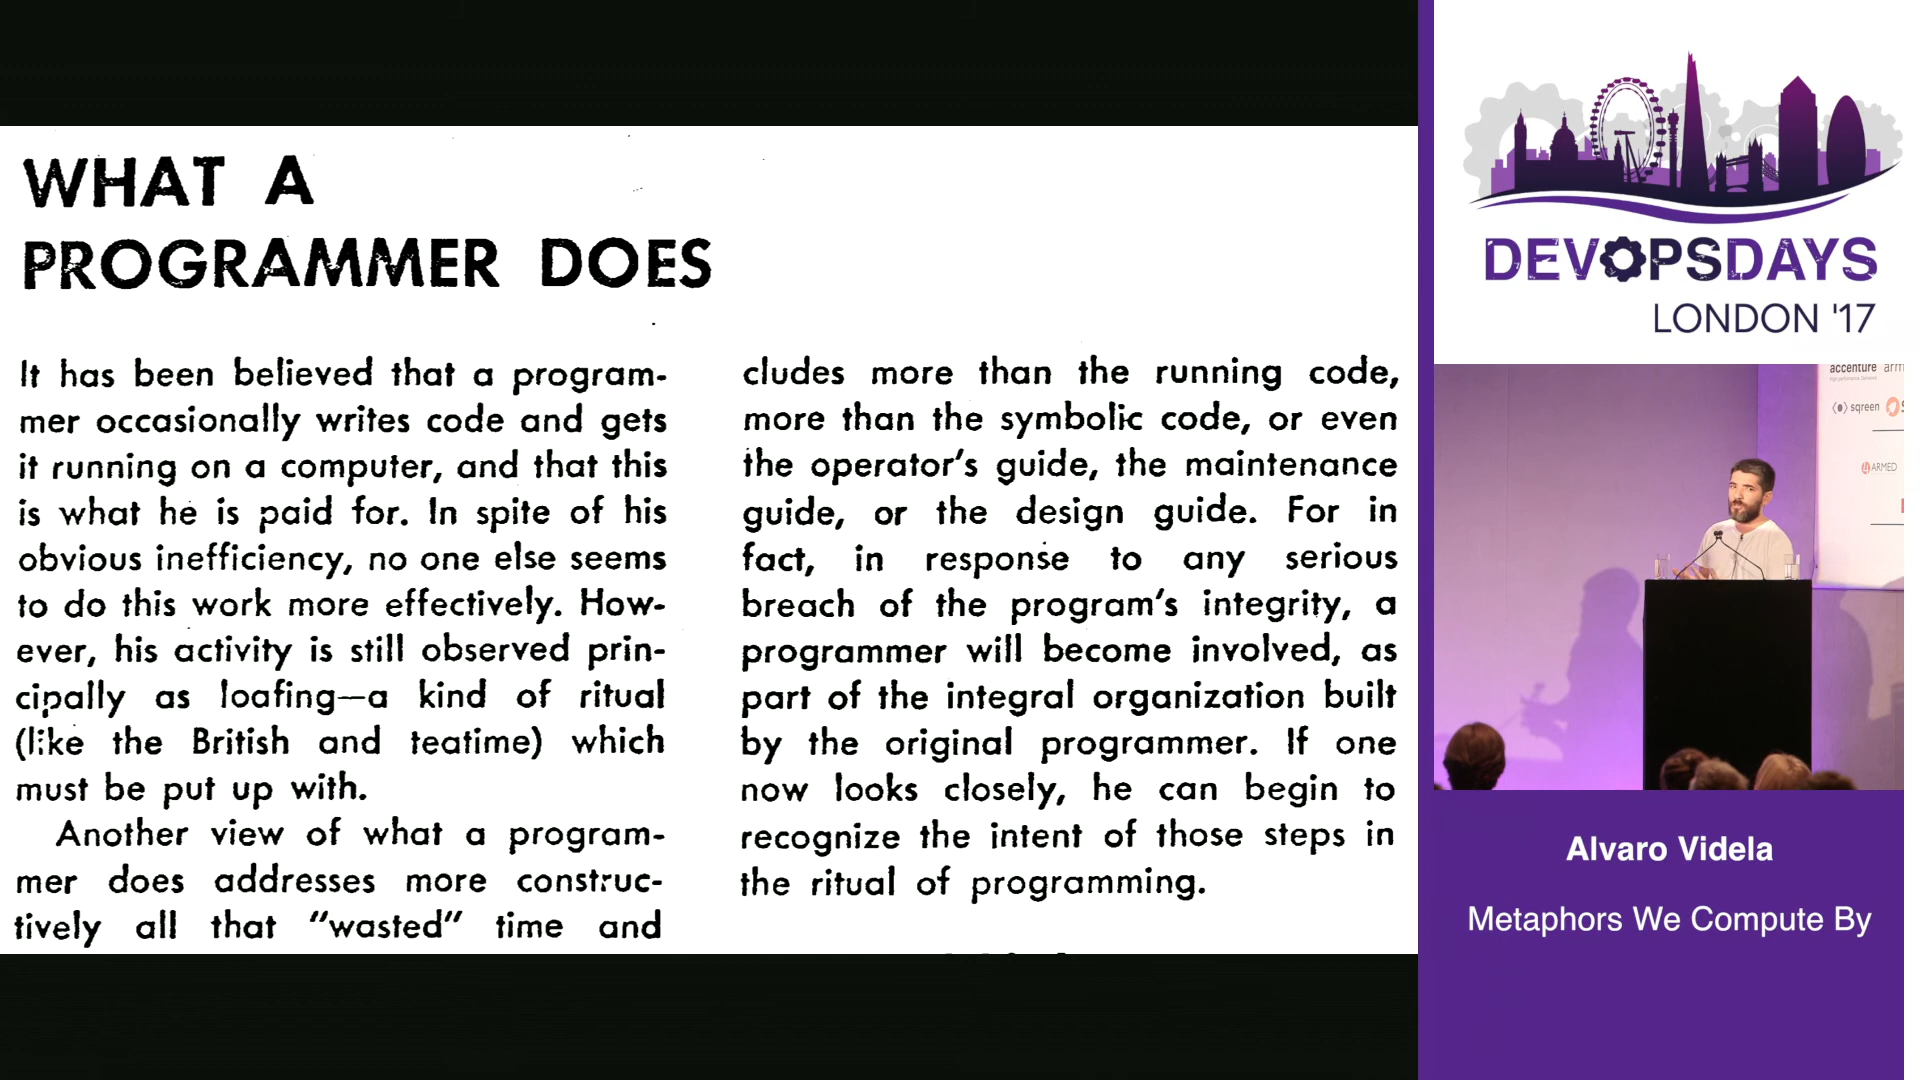 WHAT A
PROGRAMMER DOES
It has been believed that a program-
mer occasionally writes code and gets
it running on a computer, and that this
is what he is paid for. In spite of his
obvious inefficiency, no one else seems
to do this work more effectively. How-
ever, his activity is still observed prin-
cipally as loafing—a kind of ritual
(like the British and teatime) which
must be put up with.
Another view of what a program-
mer does addresses more construc-
tively all that "wasted" time and
cludes more than the running code,
more than the symbolic code, or even
the operator's guide, the maintenance
guide, or the design guide. For in
fact, in response to any serious
breach of the program's integrity, a
programmer will become involved, as
part of the integral organization built
by the original programmer. If one
now looks closely, he can begin to
recognize the intent of those steps in
the ritual of programming.
DEVOPSDAYS
LONDON '17
accenture arm
sqreen
ARMED
Alvaro Videla
Metaphors We Compute By